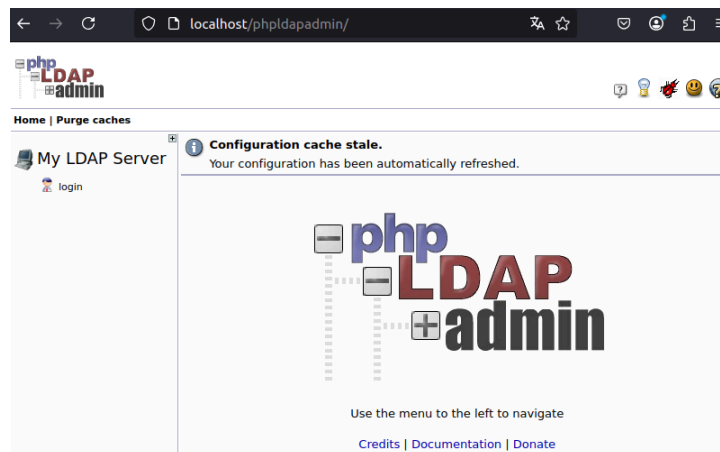 localhost/phpldapadmin/
php
LDAP
admin
Home | Purge caches
My LDAP Server
login
Configuration cache stale.
Your configuration has been automatically refreshed.
php
LDAP
admin
Use the menu to the left to navigate
Credits | Documentation | Donate